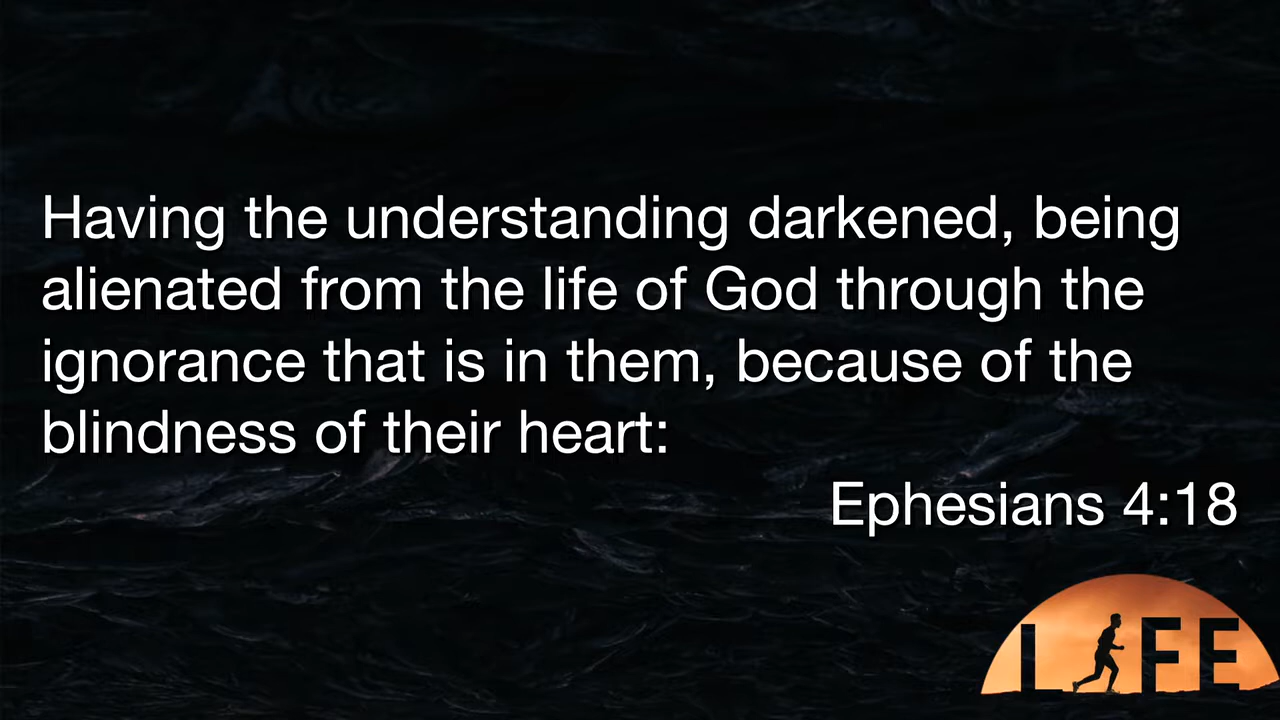 Having the understanding darkened, being
alienated from the life of God through the
ignorance that is in them, because of the
blindness of their heart:
Ephesians 4:18
LIFE